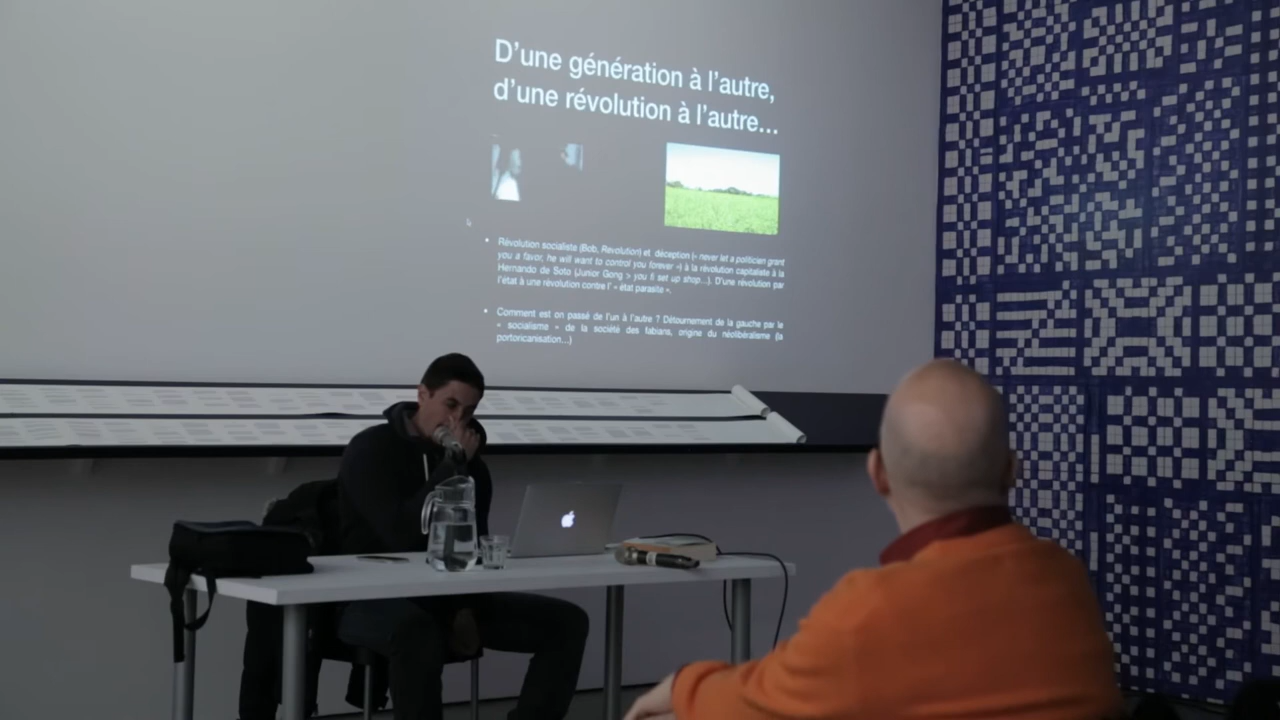 D'une génération à l'autre,
d'une révolution à l'autre...
• Révolution socialiste (Bob, Revolution) et déception (« never let a politician grant
you a favor, he will want to control you forever ») à la révolution capitaliste à la
Hernando de Soto (Junior Gong > you fi set up shop...). D'une révolution par
l'état à une révolution contre l' « état parasite ».
• Comment est on passé de l'un à l'autre ? Détournement de la gauche par le
« socialisme » de la société des fabians, origine du néolibéralisme (la
portoricanisation...)